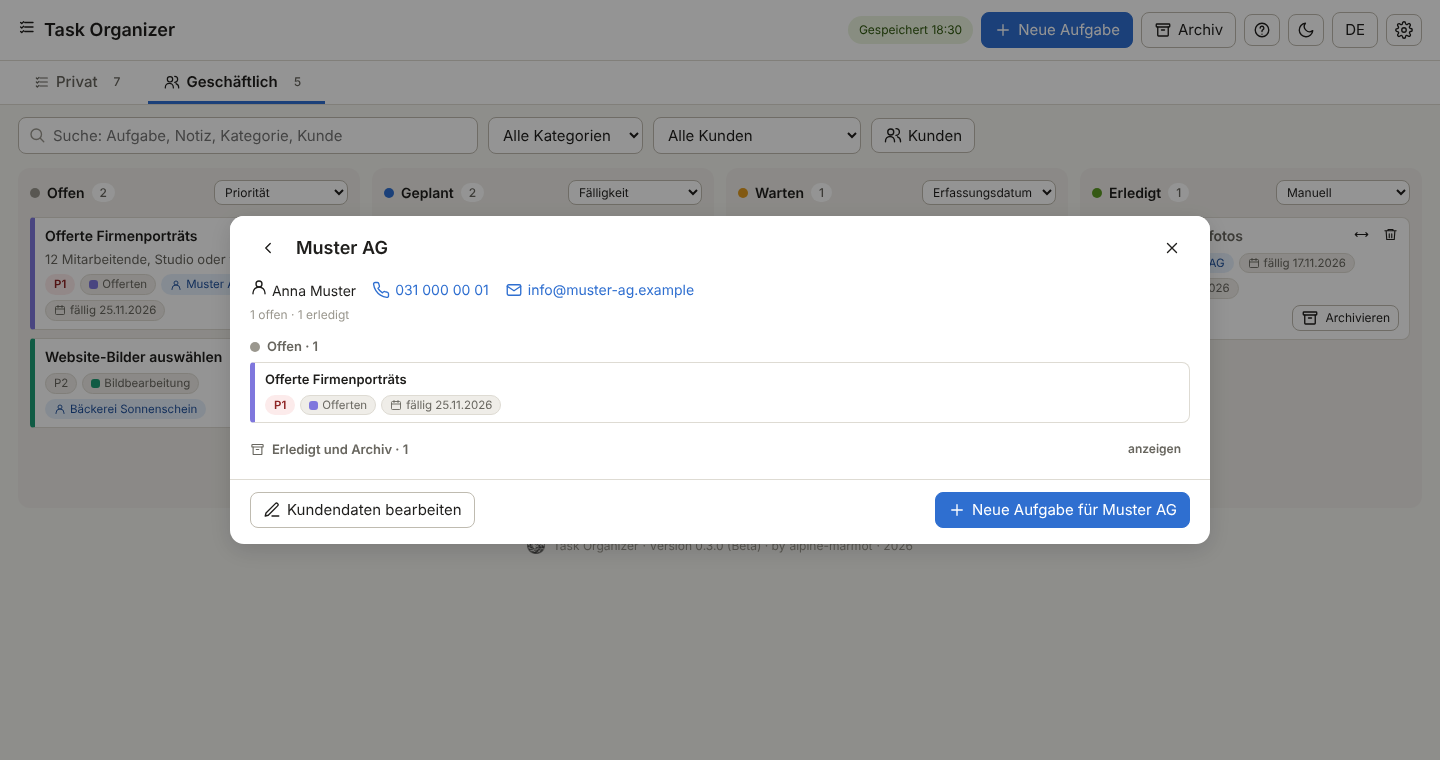 Task Organizer
Gespeichert 18:30
Neue Aufgabe
Archiv
DE
Privat 7
Geschäftlich 5
Suche: Aufgabe, Notiz, Kategorie, Kunde
Alle Kategorien
Alle Kunden
Kunden
Offen 2
Priorität
Geplant 2
Fälligkeit
Warten 1
Erfassungsdatum
Erledigt 1
Manuell
Offerte Firmenporträts
12 Mitarbeitende, Studio oder
P1 Offerten Muster
fällig 25.11.2026
Website-Bilder auswählen
P2 Bildbearbeitung
Bäckerei Sonnenschein
fotos
AG fällig 17.11.2026
Archivieren
Muster AG
Anna Muster 031 000 00 01 info@muster-ag.example
1 offen · 1 erledigt
Offen · 1
Offerte Firmenporträts
P1 Offerten fällig 25.11.2026
Erledigt und Archiv · 1 anzeigen
Kundendaten bearbeiten
Neue Aufgabe für Muster AG
Task Organizer · Version 0.3.0 (Beta) · by alpine-marmot · 2026